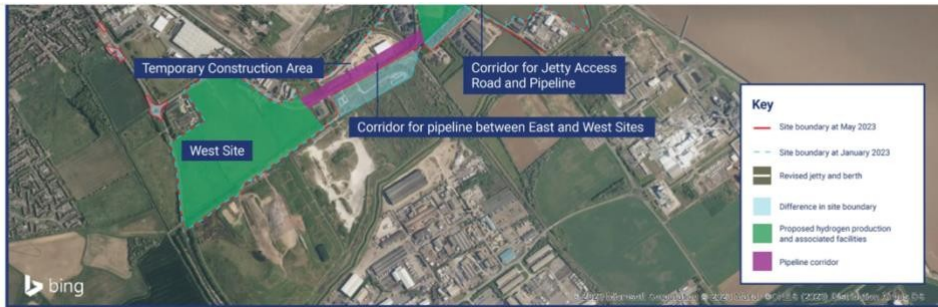 Temporary Construction Area
Corridor for Jetty Access
Road and Pipeline
Corridor for pipeline between East and West Sites
West Site
Key
Site boundary at May 2023
Site boundary at January 2023
Revised jetty and berth
Difference in site boundary
Proposed hydrogen production
and associated facilities
Pipeline corridor
bing